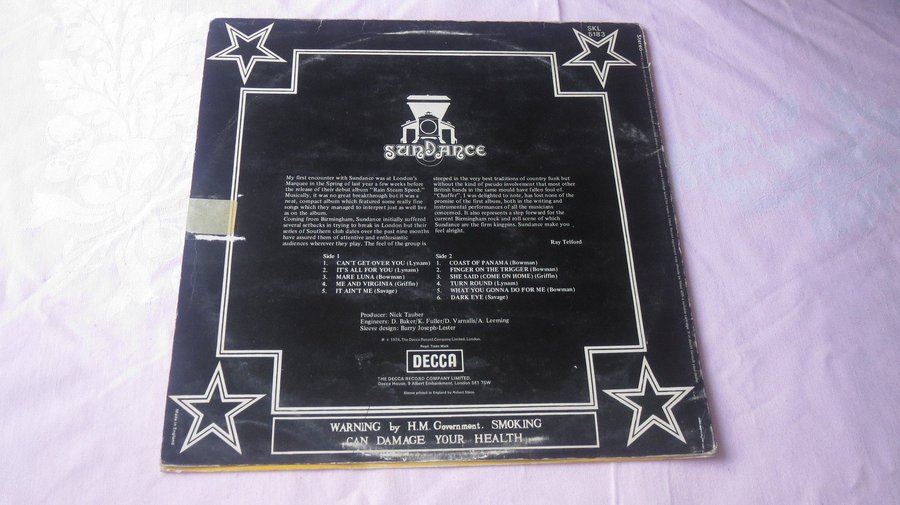 SKL
5183
Stereo
SUNDANCE
My first encounter with Sundance was at London's
Marquee in the Spring of last year a few weeks before
the release of their debut album "Rain Steam Speed."
Musically, it was no great breakthrough but it was a
neat, compact album which featured some really fine
songs which they managed to interpret just as well live
as on the album.
Coming from Birmingham, Sundance initially suffered
several setbacks in trying to break in London but their
series of Southern club dates over the past nine months
have assured them of attentive and enthusiastic
audiences wherever they play. The feel of the group is
steeped in the very best traditions of country funk but
without the kind of pseudo involvement that most other
British bands in the same mould have fallen foul of.
"Chuffer", I was delighted to note, has lost none of the
promise of the first album, both in the writing and
instrumental performances of all the musicians
concerned. It also represents a step forward for the
current Birmingham rock and roll scene of which
Sundance are the firm kingpins. Sundance make you
feel alright.
Ray Telford
Side 1
1. CAN'T GET OVER YOU (Lynam)
2. IT'S ALL FOR YOU (Lynam)
3. MARE LUNA (Bowman)
4. ME AND VIRGINIA (Griffin)
5. IT AIN'T ME (Savage)
Side 2
1. COAST OF PANAMA (Bowman)
2. FINGER ON THE TRIGGER (Bowman)
3. SHE SAID (COME ON HOME) (Griffin)
4. TURN ROUND (Lynam)
5. WHAT YOU GONNA DO FOR ME (Bowman)
6. DARK EYE (Savage)
Producer: Nick Tauber
Engineers: D. Baker/K. Fuller/D. Varnalls/A. Leeming
Sleeve design: Barry Joseph-Lester
℗ c 1974, The Decca Record Company Limited, London.
Regd. Trade Mark
DECCA
THE DECCA RECORD COMPANY LIMITED,
Decca House, 9 Albert Embankment, London SE1 7SW
Sleeve printed in England by Robert Stace
Made in England
WARNING by H.M. Government. SMOKING
CAN DAMAGE YOUR HEALTH